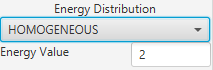 Energy Distribution
HOMOGENEOUS
Energy Value 2